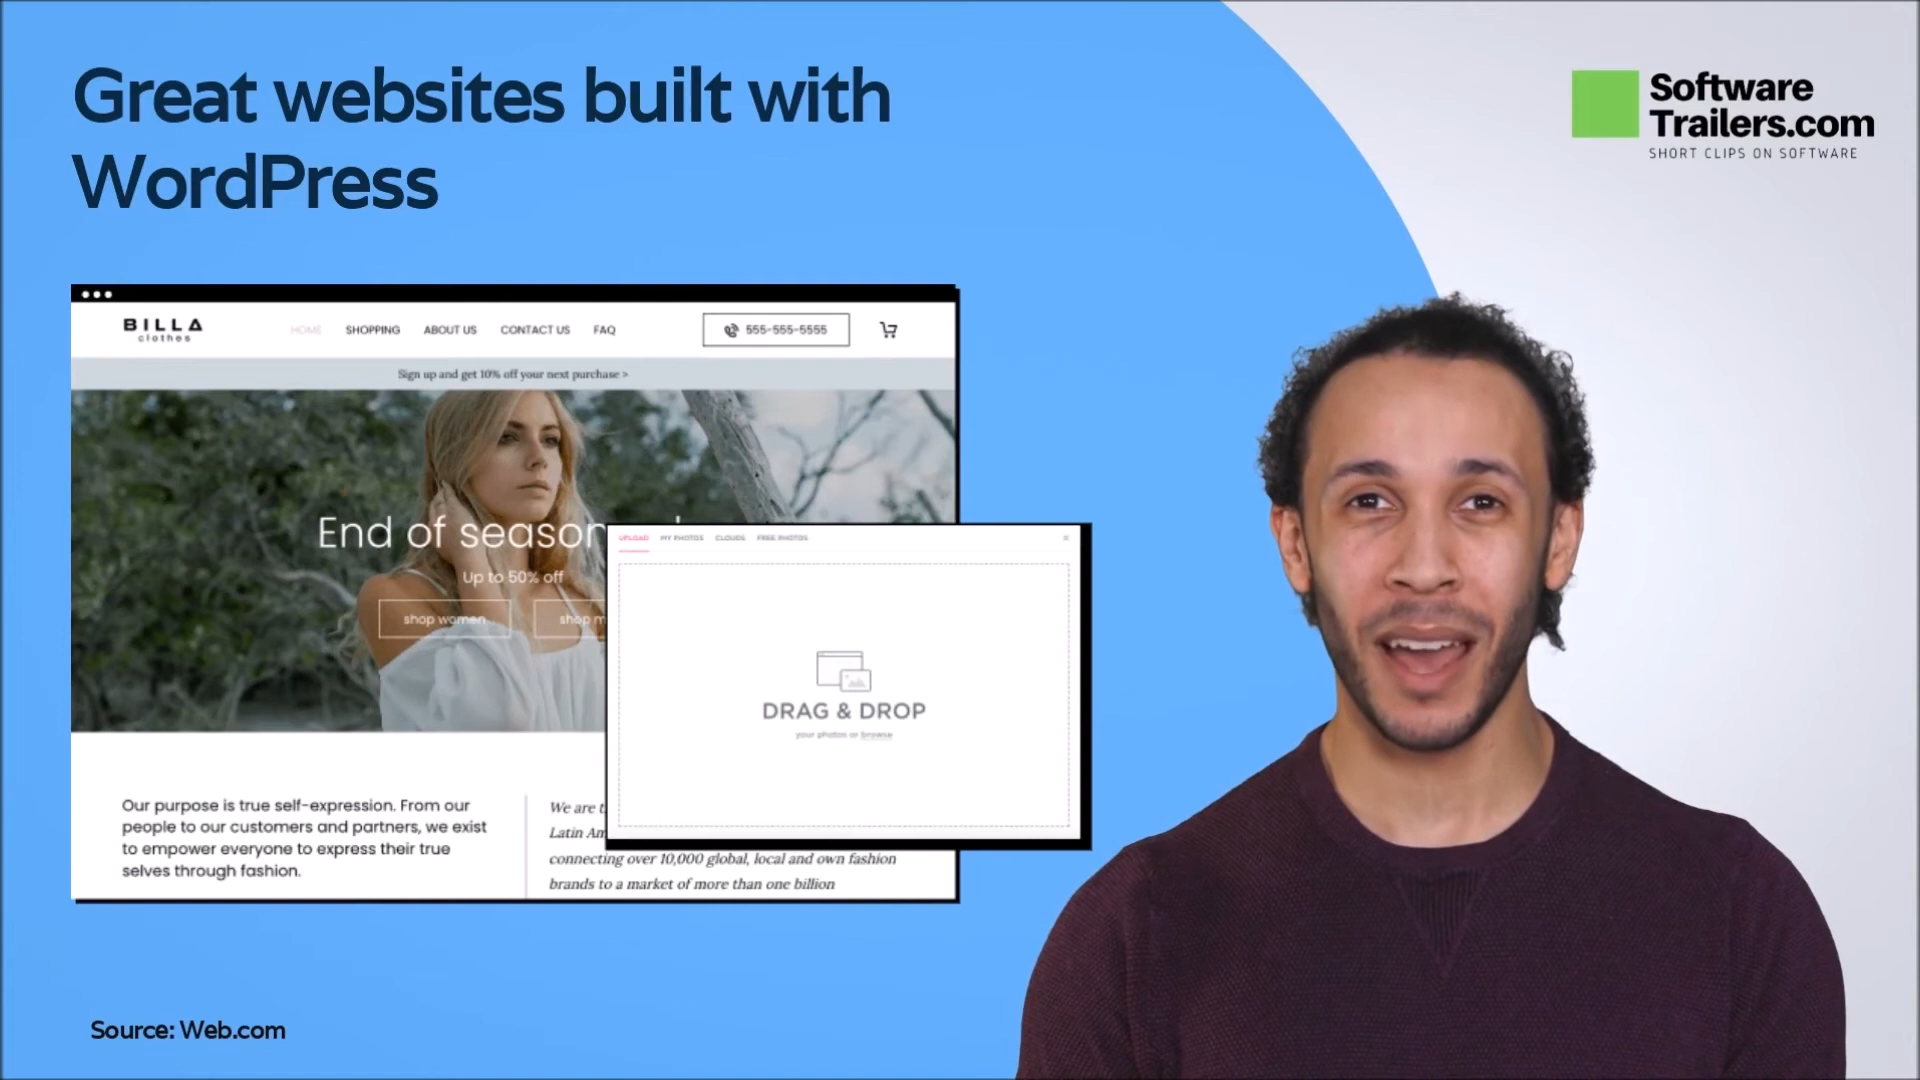 Great websites built with
WordPress
Software
Trailers.com
SHORT CLIPS ON SOFTWARE
BILLA
clothes
HOME SHOPPING ABOUT US CONTACT US FAQ
555-555-5555
Sign up and get 10% off your next purchase >
End of season
Up to 50% off
shop women
shop m
UPLOAD MY PHOTOS CLOUDS FREE PHOTOS
DRAG & DROP
your photos or browse
Our purpose is true self-expression. From our
people to our customers and partners, we exist
to empower everyone to express their true
selves through fashion.
We are t
Latin Am
connecting over 10,000 global, local and own fashion
brands to a market of more than one billion
Source: Web.com